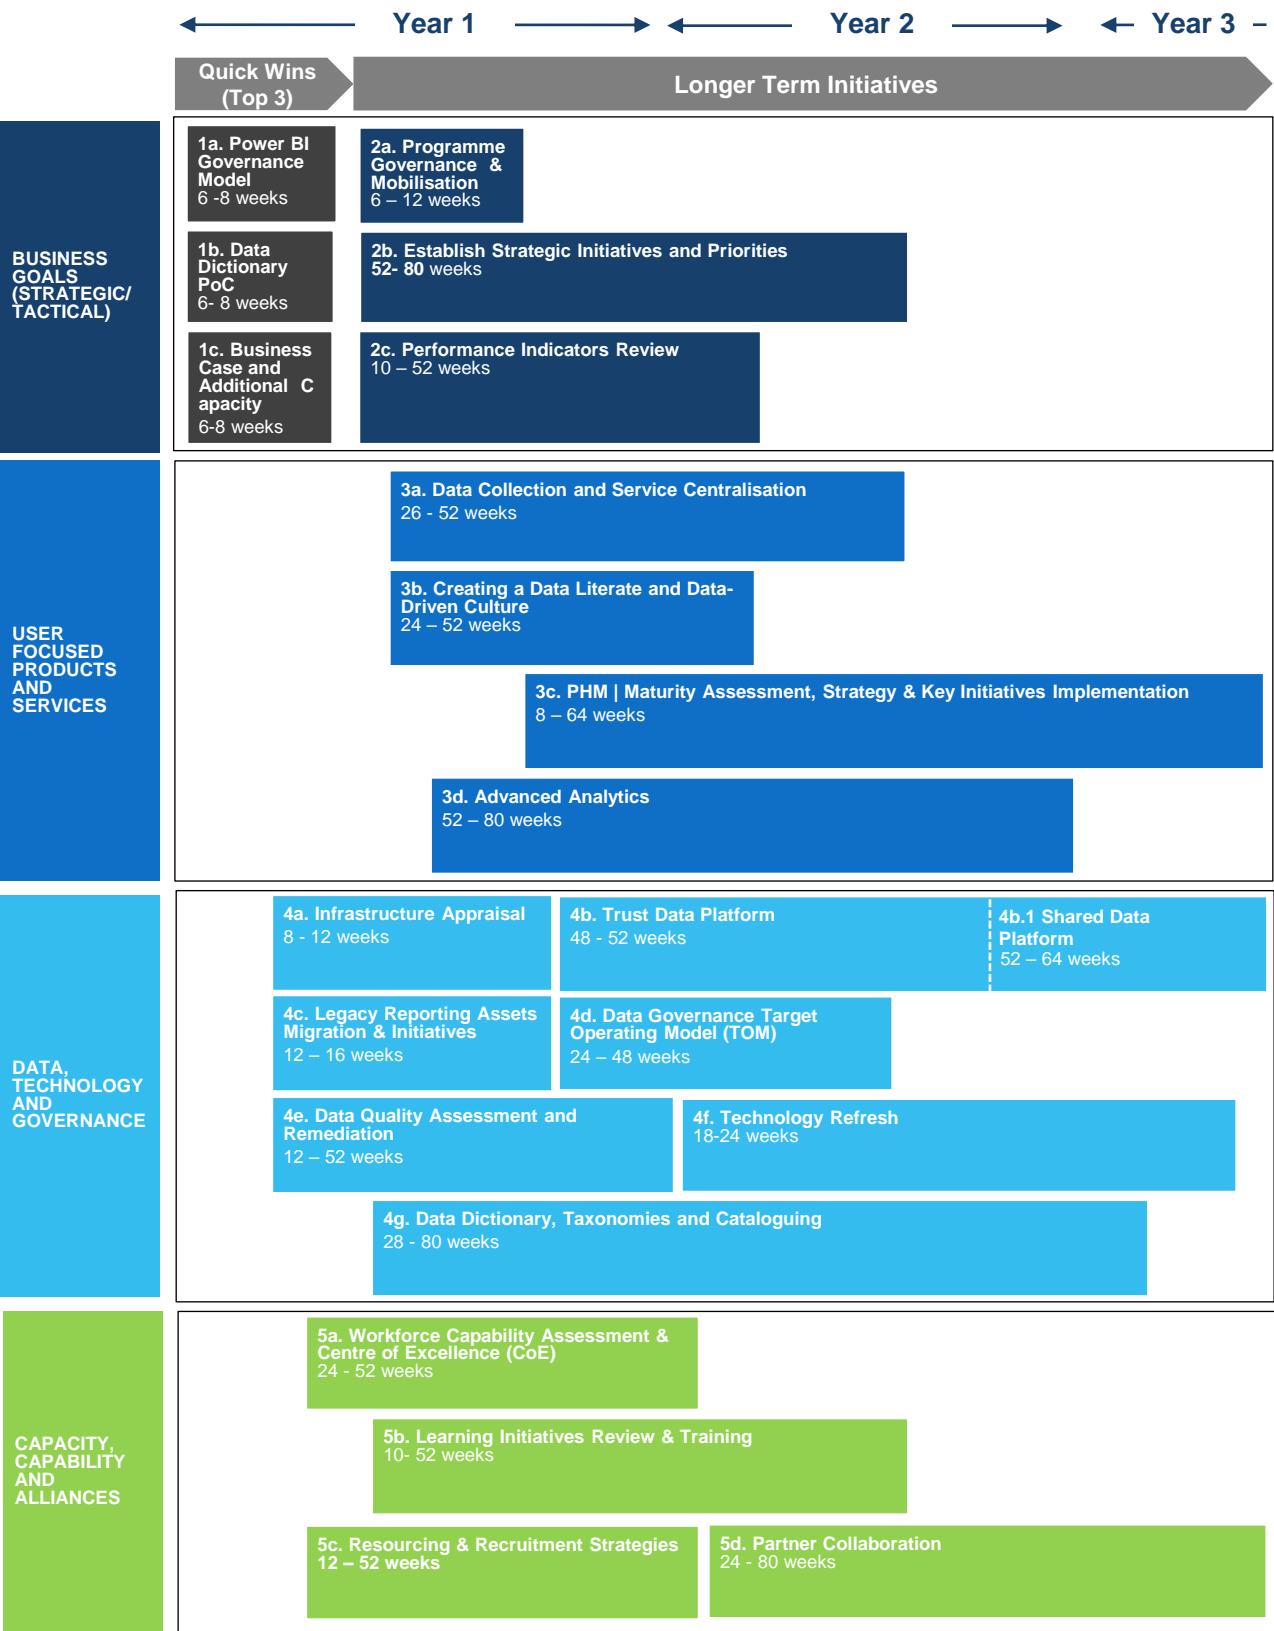 Year 1
Year 2
Year 3
Quick Wins
(Top 3)
Longer Term Initiatives
BUSINESS
GOALS
(STRATEGIC/
TACTICAL)
1a. Power BI
Governance
Model
6 -8 weeks
2a. Programme
Governance &
Mobilisation
6 – 12 weeks
1b. Data
Dictionary
PoC
6- 8 weeks
2b. Establish Strategic Initiatives and Priorities
52- 80 weeks
1c. Business
Case and
Additional C
apacity
6-8 weeks
2c. Performance Indicators Review
10 – 52 weeks
USER
FOCUSED
PRODUCTS
AND
SERVICES
3a. Data Collection and Service Centralisation
26 - 52 weeks
3b. Creating a Data Literate and Data-
Driven Culture
24 – 52 weeks
3c. PHM | Maturity Assessment, Strategy & Key Initiatives Implementation
8 – 64 weeks
3d. Advanced Analytics
52 – 80 weeks
DATA,
TECHNOLOGY
AND
GOVERNANCE
4a. Infrastructure Appraisal
8 - 12 weeks
4b. Trust Data Platform
48 - 52 weeks
4b.1 Shared Data
Platform
52 – 64 weeks
4c. Legacy Reporting Assets
Migration & Initiatives
12 – 16 weeks
4d. Data Governance Target
Operating Model (TOM)
24 – 48 weeks
4e. Data Quality Assessment and
Remediation
12 – 52 weeks
4f. Technology Refresh
18-24 weeks
4g. Data Dictionary, Taxonomies and Cataloguing
28 - 80 weeks
CAPACITY,
CAPABILITY
AND
ALLIANCES
5a. Workforce Capability Assessment &
Centre of Excellence (CoE)
24 - 52 weeks
5b. Learning Initiatives Review & Training
10- 52 weeks
5c. Resourcing & Recruitment Strategies
12 – 52 weeks
5d. Partner Collaboration
24 - 80 weeks